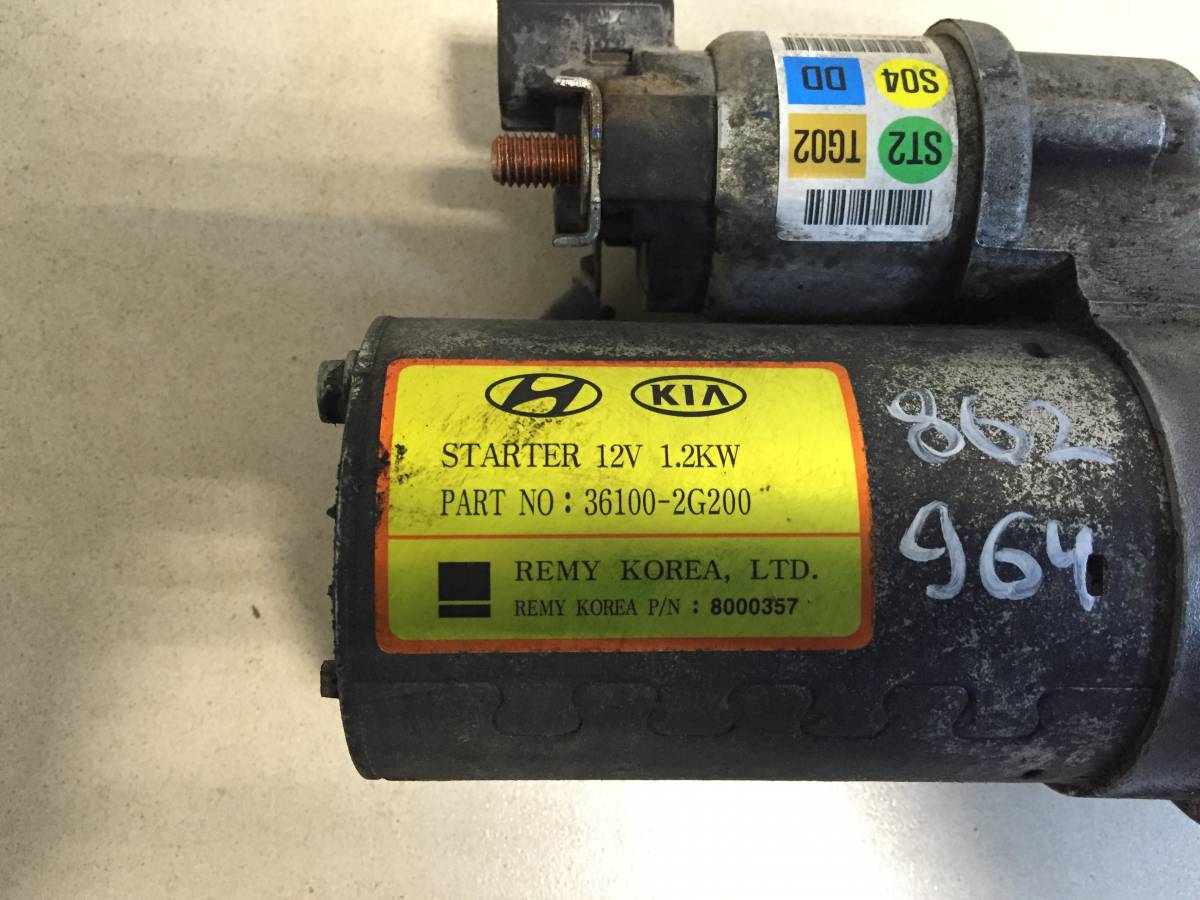 S04
DD
ST2
TG02
KIA
STARTER 12V 1.2KW
PART NO : 36100-2G200
REMY KOREA, LTD.
REMY KOREA P/N : 8000357
862
964